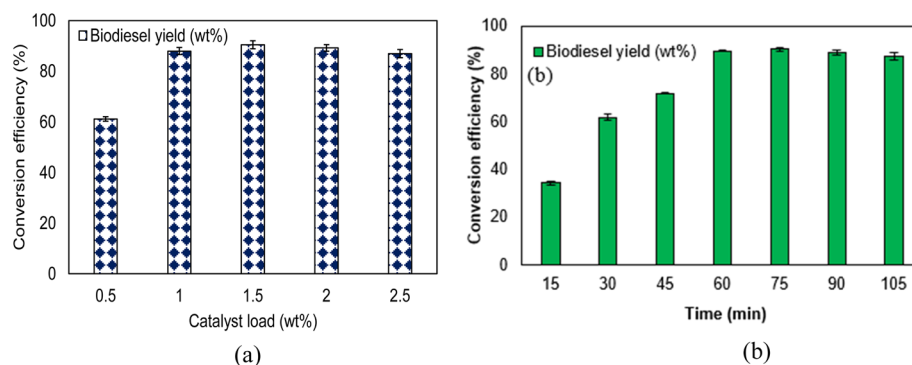 Conversion efficiency (%)
100
80
60
40
20
0
Biodiesel yield (wt%)
0.5 1 1.5 2 2.5
Catalyst load (wt%)
(a)
Conversion efficiency (%)
100
80
60
40
20
0
Biodiesel yield (wt%)
(b)
15 30 45 60 75 90 105
Time (min)
(b)